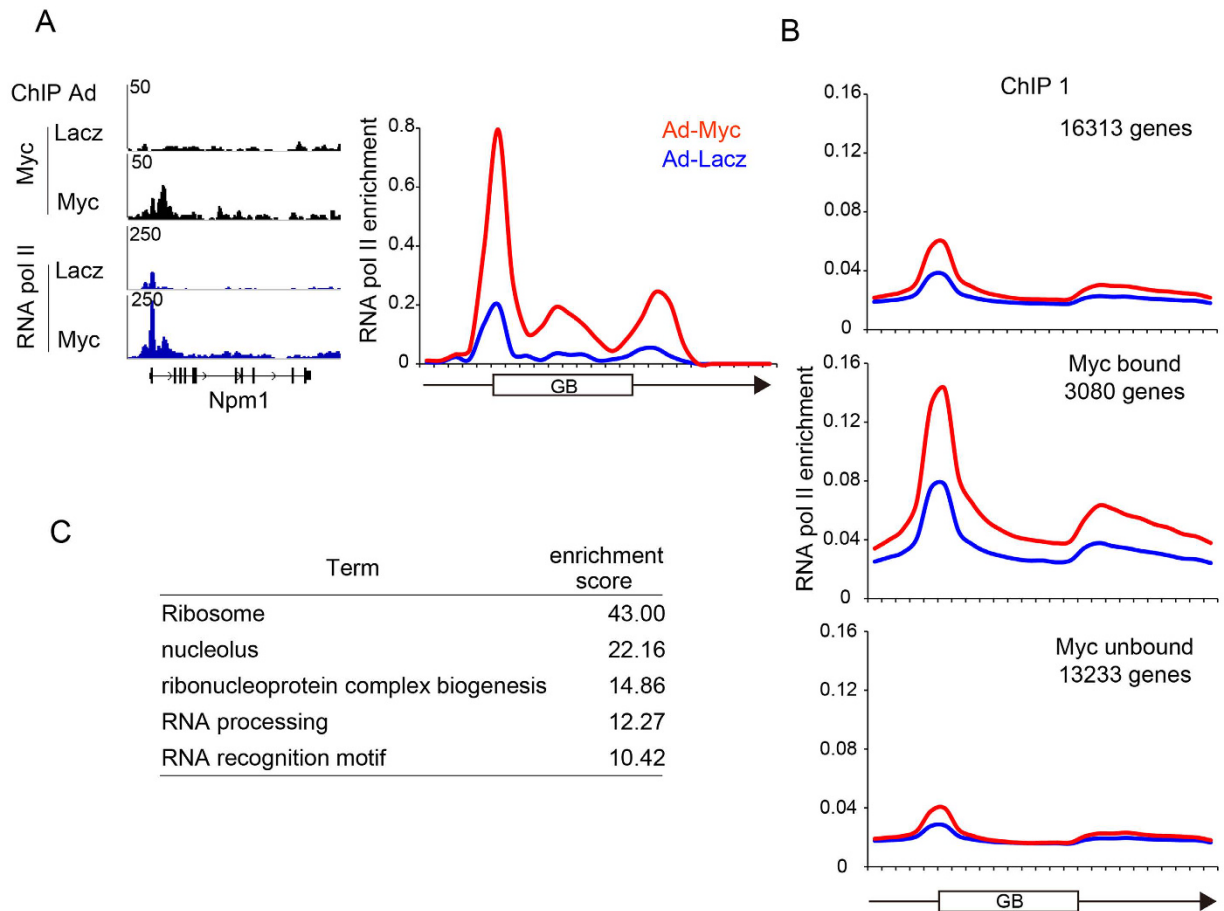 A
ChIP Ad
Myc
Lacz
50
Myc
50
RNA pol II
Lacz
250
Myc
250
Npm1
RNA pol II enrichment
0.8
0.6
0.4
0.2
0
Ad-Myc
Ad-Lacz
GB
B
ChIP 1
16313 genes
0.16
0.12
0.08
0.04
0
Myc bound
3080 genes
RNA pol II enrichment
0.16
0.12
0.08
0.04
0
Myc unbound
13233 genes
0.16
0.12
0.08
0.04
0
GB
C
Term enrichment score
Ribosome 43.00
nucleolus 22.16
ribonucleoprotein complex biogenesis 14.86
RNA processing 12.27
RNA recognition motif 10.42